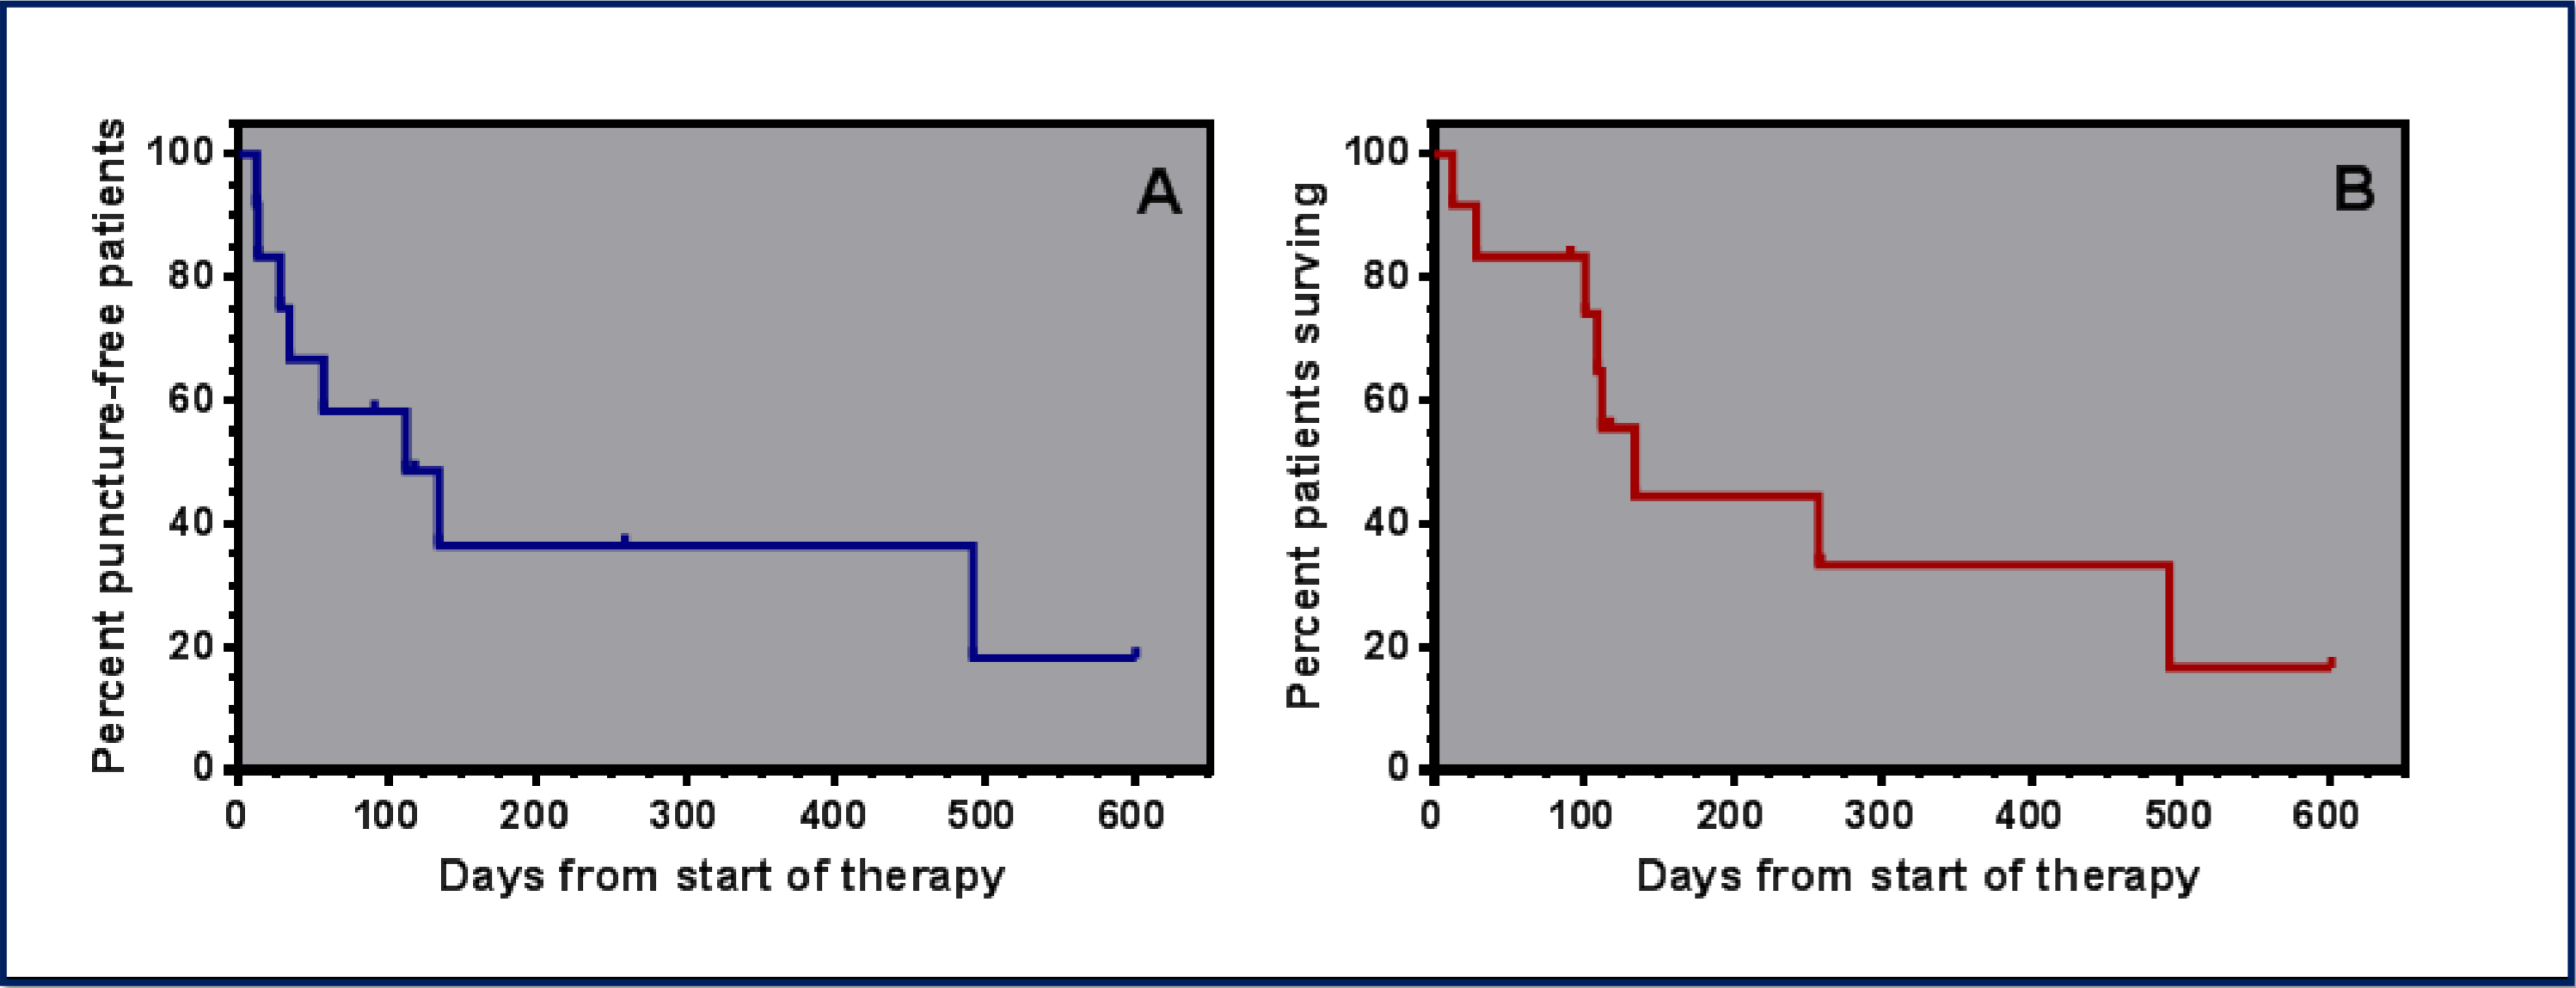 Percent puncture-free patients
100
80
60
40
20
0
A
0 100 200 300 400 500 600
Days from start of therapy
Percent patients surving
100
80
60
40
20
0
B
0 100 200 300 400 500 600
Days from start of therapy